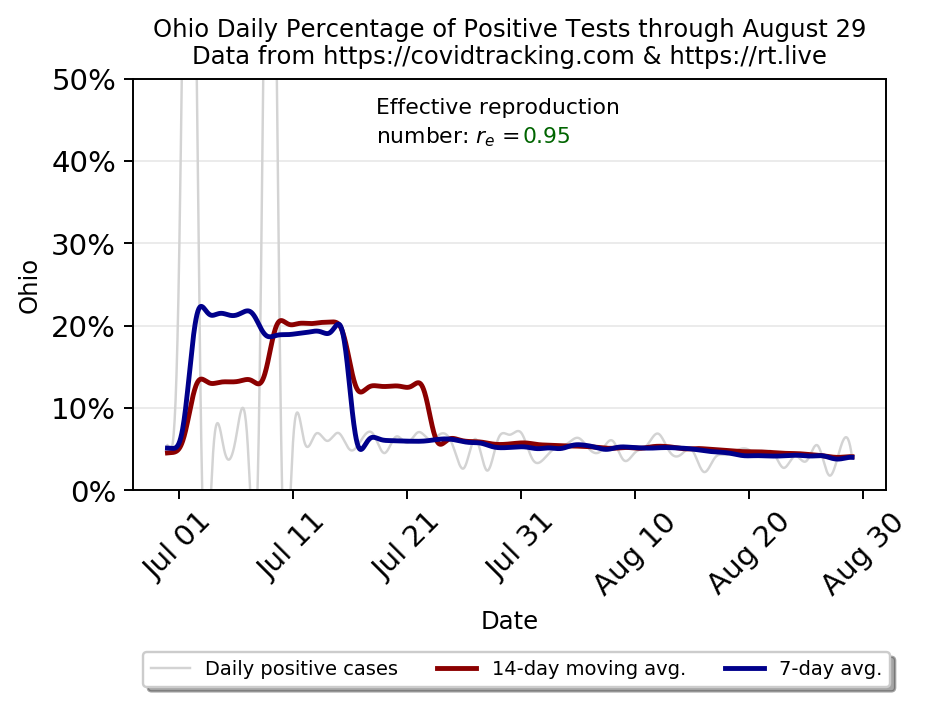 Ohio Daily Percentage of Positive Tests through August 29
Data from https://covidtracking.com & https://rt.live
50%
40%
30%
20%
10%
0%
Ohio
Effective reproduction
number: rₑ = 0.95
Jul 01
Jul 11
Jul 21
Jul 31
Aug 10
Aug 20
Aug 30
Date
Daily positive cases
14-day moving avg.
7-day avg.